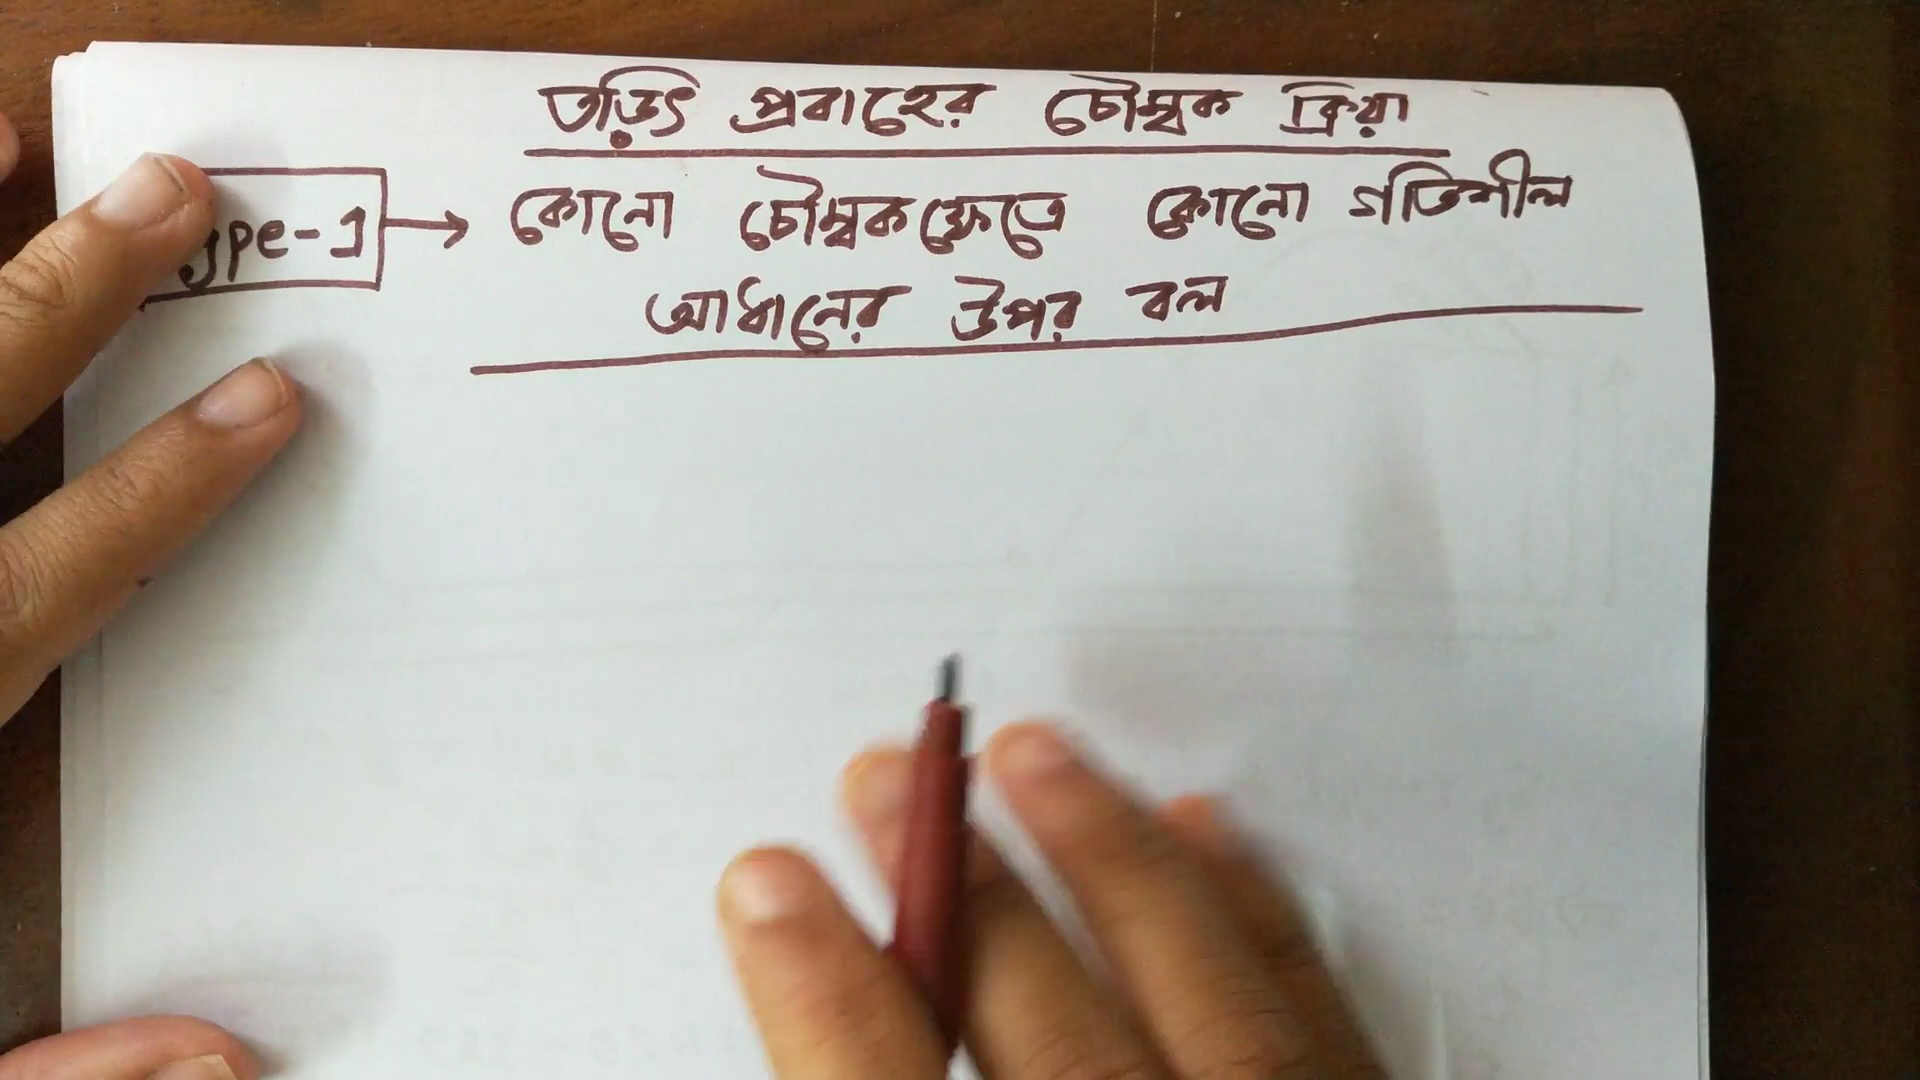 তড়িৎ প্রবাহের চৌম্বক ক্রিয়া
ype-1 → কোনো চৌম্বকক্ষেত্রে কোনো গতিশীল
আধানের উপর বল